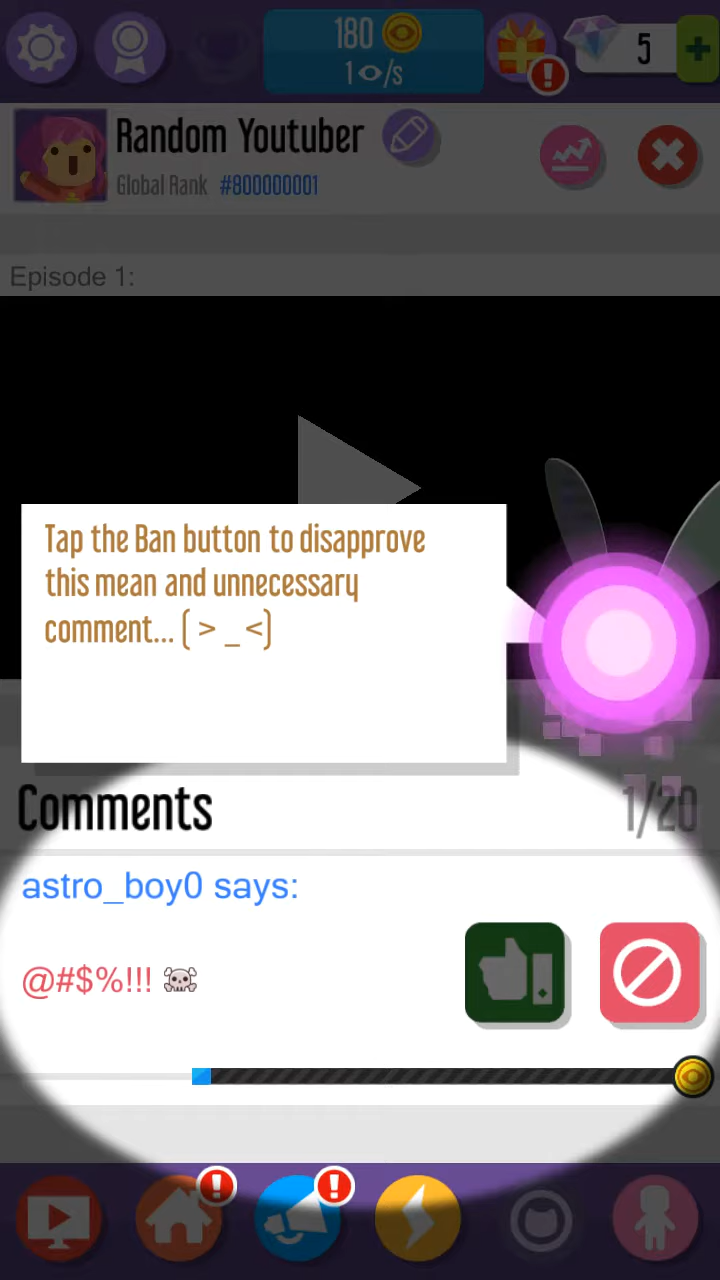 180
1 /s
!
5
+
Random Youtuber
Global Rank #800000001
Episode 1:
Tap the Ban button to disapprove
this mean and unnecessary
comment... ( > _ <)
Comments
1/20
astro_boy0 says:
@#$%!!! ☠
!
!